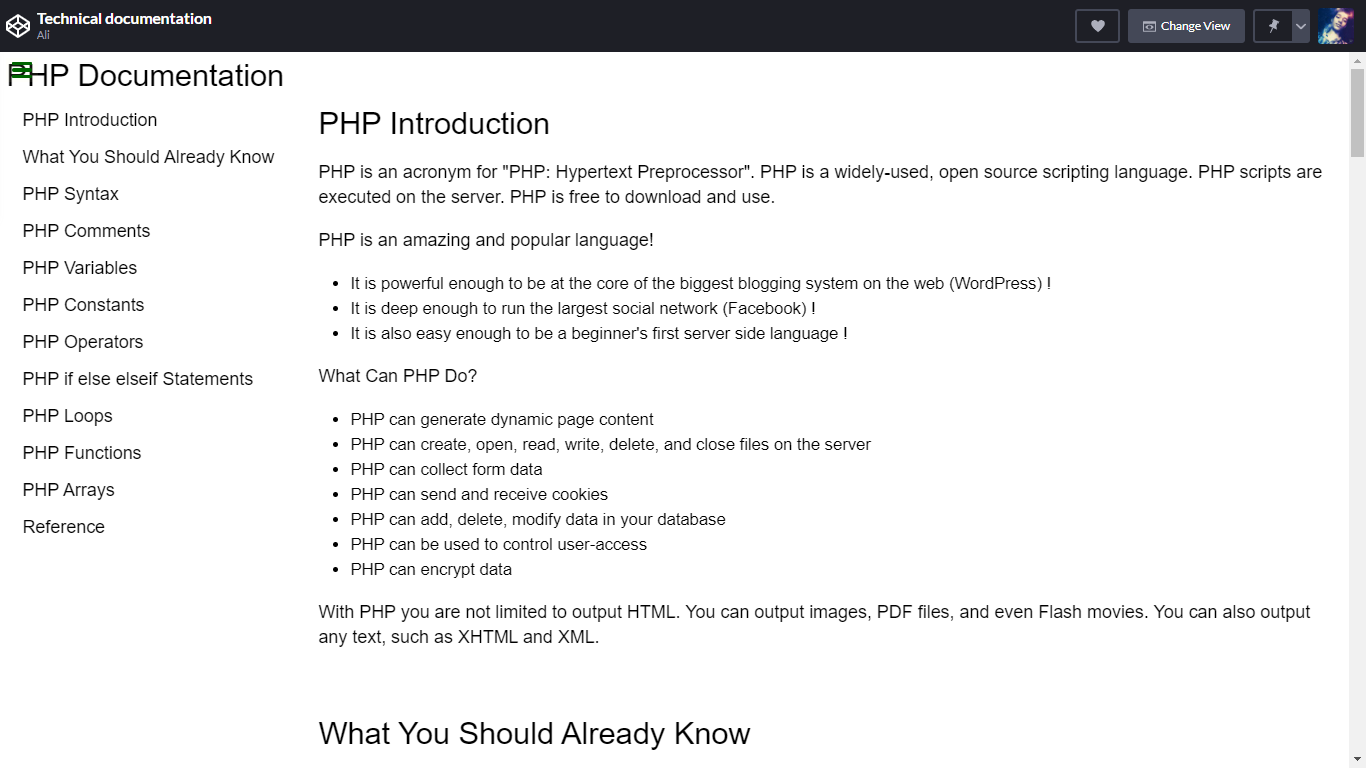 Technical documentation
Ali
Change View
PHP Documentation
PHP Introduction
What You Should Already Know
PHP Syntax
PHP Comments
PHP Variables
PHP Constants
PHP Operators
PHP if else elseif Statements
PHP Loops
PHP Functions
PHP Arrays
Reference
PHP Introduction
PHP is an acronym for "PHP: Hypertext Preprocessor". PHP is a widely-used, open source scripting language. PHP scripts are
executed on the server. PHP is free to download and use.
PHP is an amazing and popular language!
It is powerful enough to be at the core of the biggest blogging system on the web (WordPress) !
It is deep enough to run the largest social network (Facebook) !
It is also easy enough to be a beginner's first server side language !
What Can PHP Do?
PHP can generate dynamic page content
PHP can create, open, read, write, delete, and close files on the server
PHP can collect form data
PHP can send and receive cookies
PHP can add, delete, modify data in your database
PHP can be used to control user-access
PHP can encrypt data
With PHP you are not limited to output HTML. You can output images, PDF files, and even Flash movies. You can also output
any text, such as XHTML and XML.
What You Should Already Know